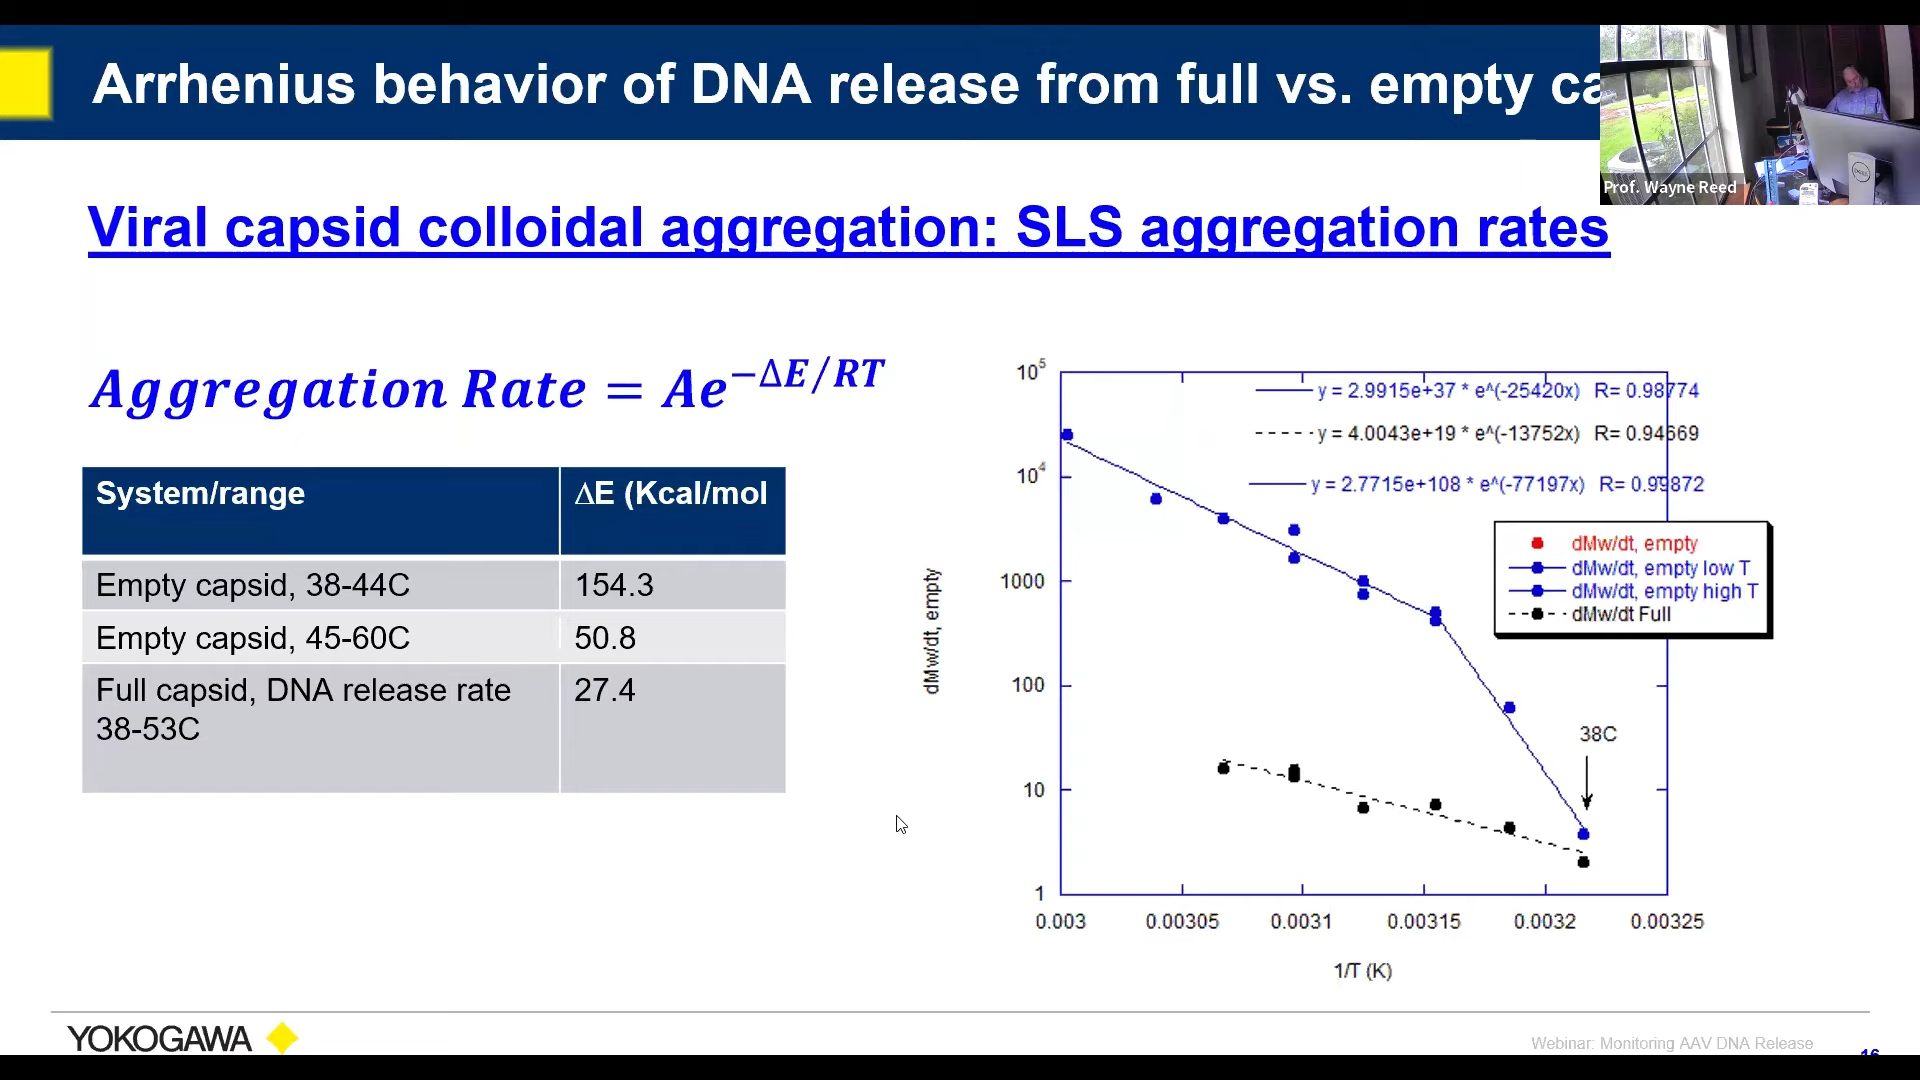 Arrhenius behavior of DNA release from full vs. empty ca
Prof. Wayne Reed
Viral capsid colloidal aggregation: SLS aggregation rates
Aggregation Rate = Ae^{−ΔE/RT}
System/range ΔE (Kcal/mol
Empty capsid, 38-44C 154.3
Empty capsid, 45-60C 50.8
Full capsid, DNA release rate 27.4
38-53C
y = 2.9915e+37 * e^(-25420x) R= 0.98774
y = 4.0043e+19 * e^(-13752x) R= 0.94669
y = 2.7715e+108 * e^(-77197x) R= 0.99872
dMw/dt, empty
dMw/dt, empty low T
dMw/dt, empty high T
dMw/dt Full
38C
dMw/dt, empty
10^5
10^4
1000
100
10
1
0.003 0.00305 0.0031 0.00315 0.0032 0.00325
1/T (K)
YOKOGAWA
Webinar: Monitoring AAV DNA Release
16